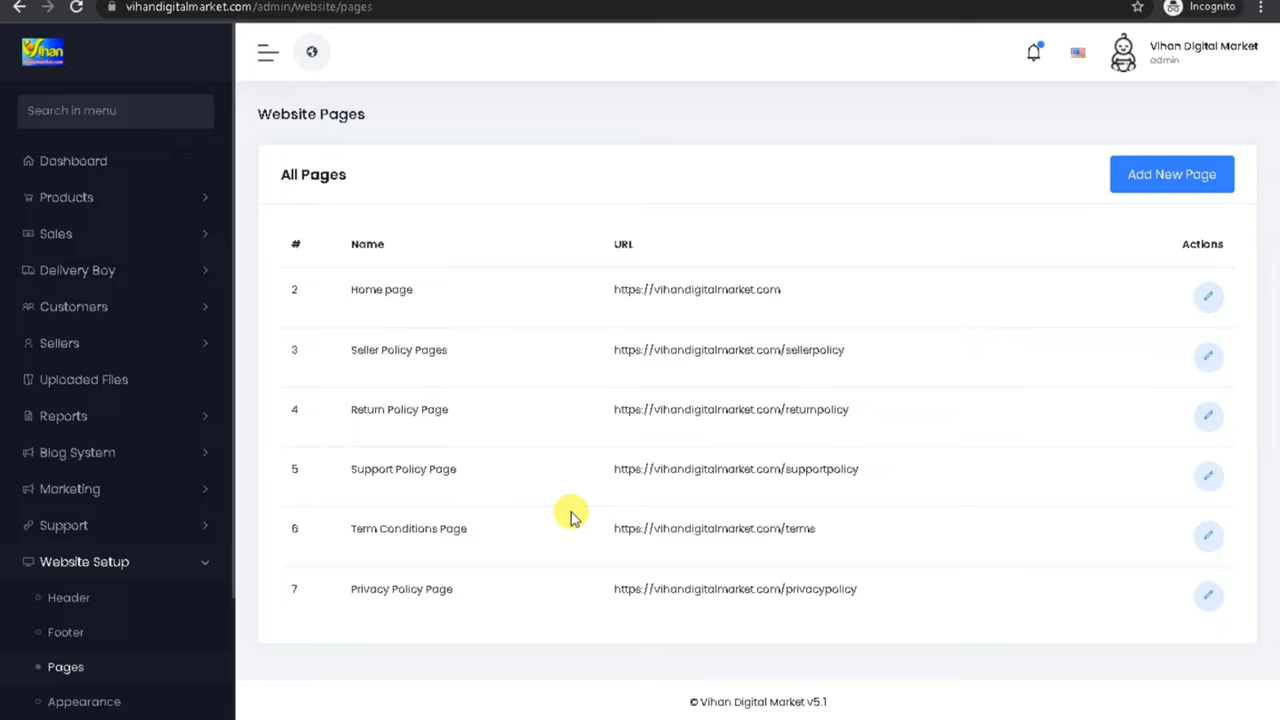 vihandigitalmarket.com/admin/website/pages
Incognito
Vihan
Search in menu
Dashboard
Products
Sales
Delivery Boy
Customers
Sellers
Uploaded Files
Reports
Blog System
Marketing
Support
Website Setup
Header
Footer
Pages
Appearance
Vihan Digital Market
admin
Website Pages
All Pages
Add New Page
# Name URL Actions
2 Home page https://vihandigitalmarket.com
3 Seller Policy Pages https://vihandigitalmarket.com/sellerpolicy
4 Return Policy Page https://vihandigitalmarket.com/returnpolicy
5 Support Policy Page https://vihandigitalmarket.com/supportpolicy
6 Term Conditions Page https://vihandigitalmarket.com/terms
7 Privacy Policy Page https://vihandigitalmarket.com/privacypolicy
© Vihan Digital Market v5.1